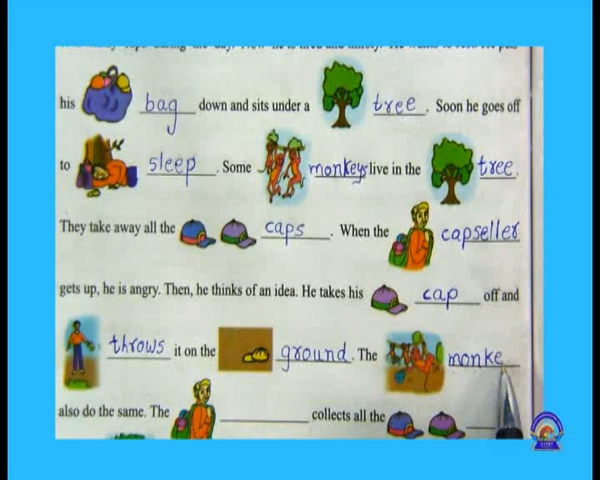 his bag down and sits under a tree. Soon he goes off
to sleep. Some monkeys live in the tree.
They take away all the caps. When the capseller
gets up, he is angry. Then, he thinks of an idea. He takes his cap off and
throws it on the ground. The monke
also do the same. The ________ collects all the